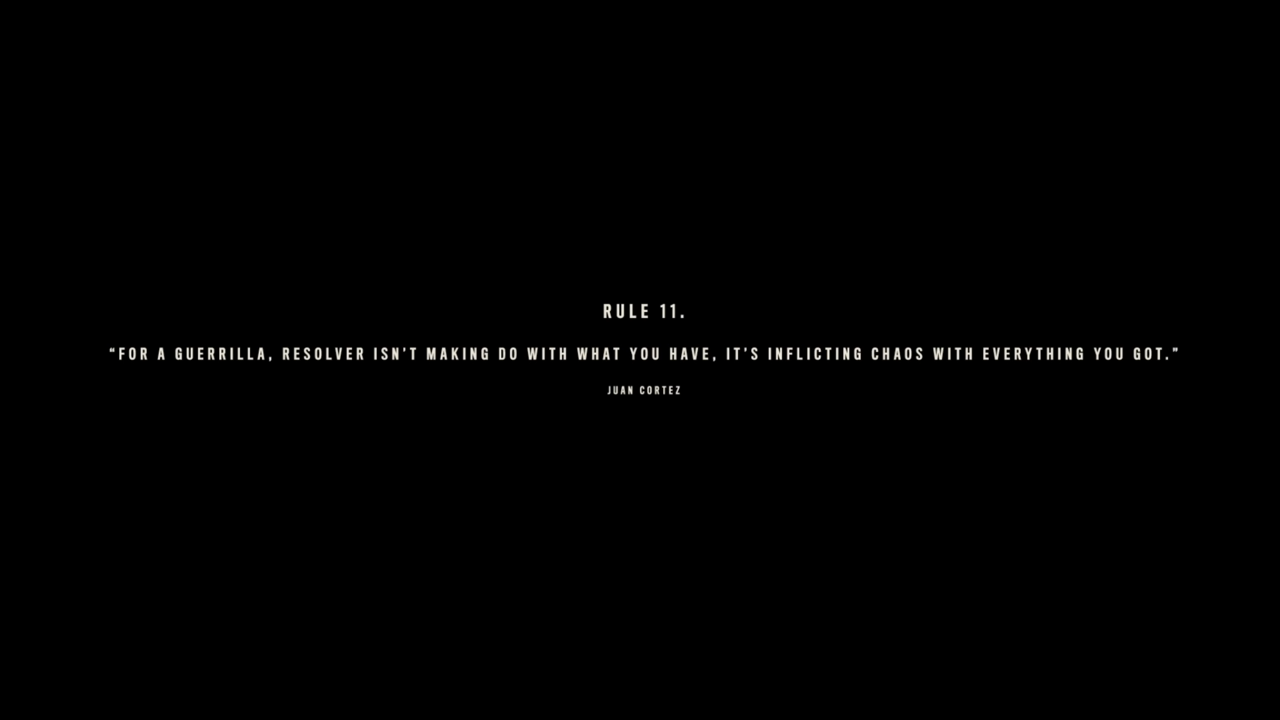 RULE 11.
“FOR A GUERRILLA, RESOLVER ISN’T MAKING DO WITH WHAT YOU HAVE, IT’S INFLICTING CHAOS WITH EVERYTHING YOU GOT.”
JUAN CORTEZ